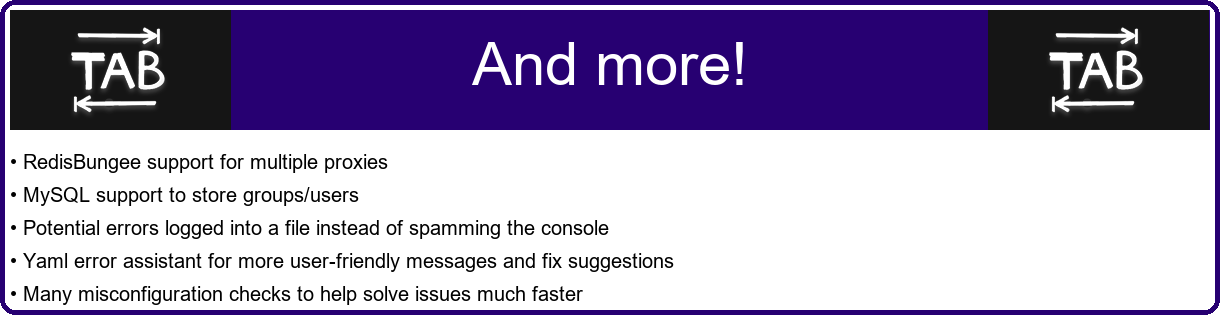 TAB
And more!
TAB
• RedisBungee support for multiple proxies
• MySQL support to store groups/users
• Potential errors logged into a file instead of spamming the console
• Yaml error assistant for more user-friendly messages and fix suggestions
• Many misconfiguration checks to help solve issues much faster